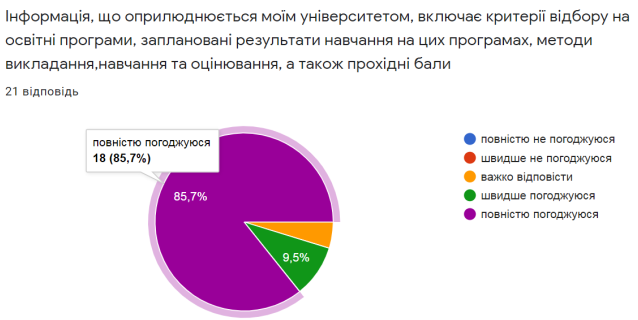 Інформація, що оприлюднюється моїм університетом, включає критерії відбору на
освітні програми, заплановані результати навчання на цих програмах, методи
викладання,навчання та оцінювання, а також прохідні бали
21 відповідь
повністю погоджуюся
18 (85,7%)
85,7%
9,5%
повністю не погоджуюся
швидше не погоджуюся
важко відповісти
швидше погоджуюся
повністю погоджуюся